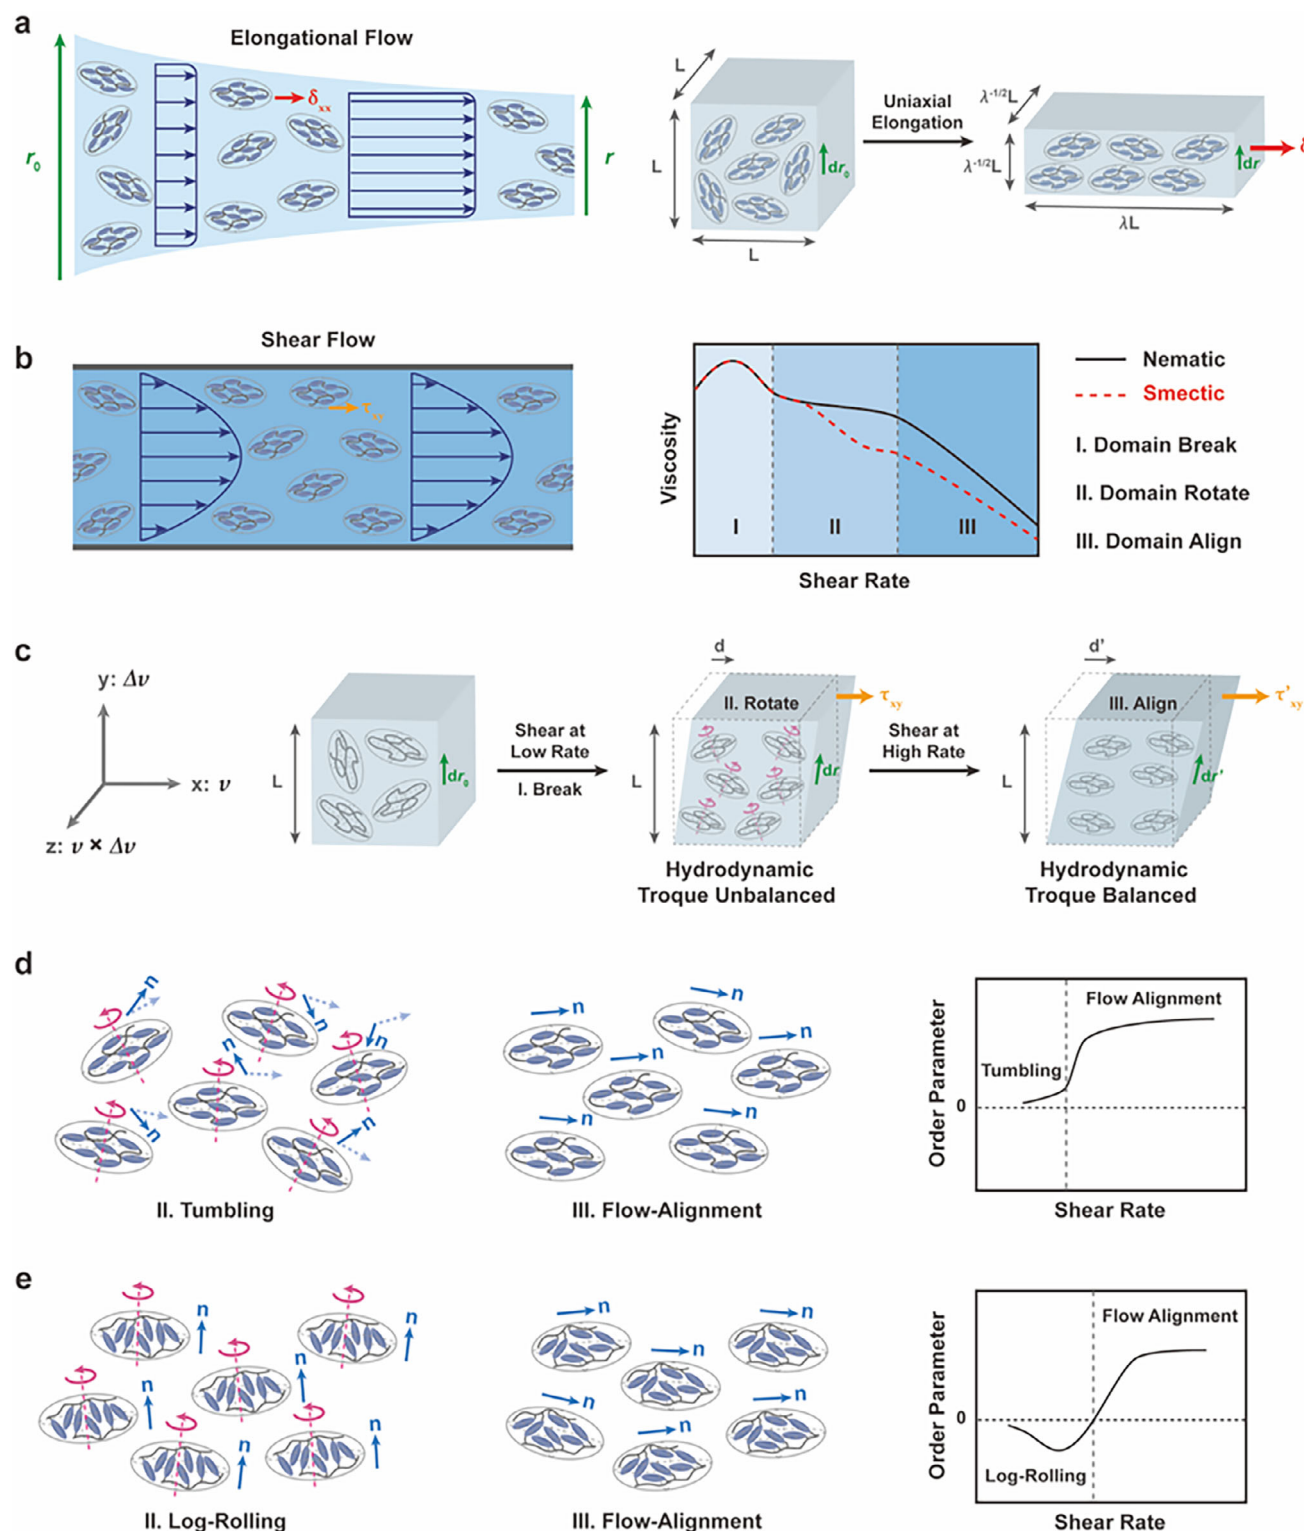 a
Elongational Flow
r₀
δxx
r
L
L
L
dr₀
Uniaxial
Elongation
λ⁻¹/²L
λ⁻¹/²L
λL
dr
δ
b
Shear Flow
τxy
Viscosity
I
II
III
Shear Rate
Nematic
Smectic
I. Domain Break
II. Domain Rotate
III. Domain Align
c
y: Δν
x: ν
z: ν × Δν
L
dr₀
Shear at
Low Rate
I. Break
d
II. Rotate
τxy
L
dr
Hydrodynamic
Troque Unbalanced
Shear at
High Rate
d'
III. Align
τ'xy
L
dr'
Hydrodynamic
Troque Balanced
d
n
n
n
n
n
n
II. Tumbling
n
n
n
n
n
n
III. Flow-Alignment
Order Parameter
Flow Alignment
Tumbling
0
Shear Rate
e
n
n
n
n
n
n
II. Log-Rolling
n
n
n
n
n
n
III. Flow-Alignment
Order Parameter
Flow Alignment
0
Log-Rolling
Shear Rate